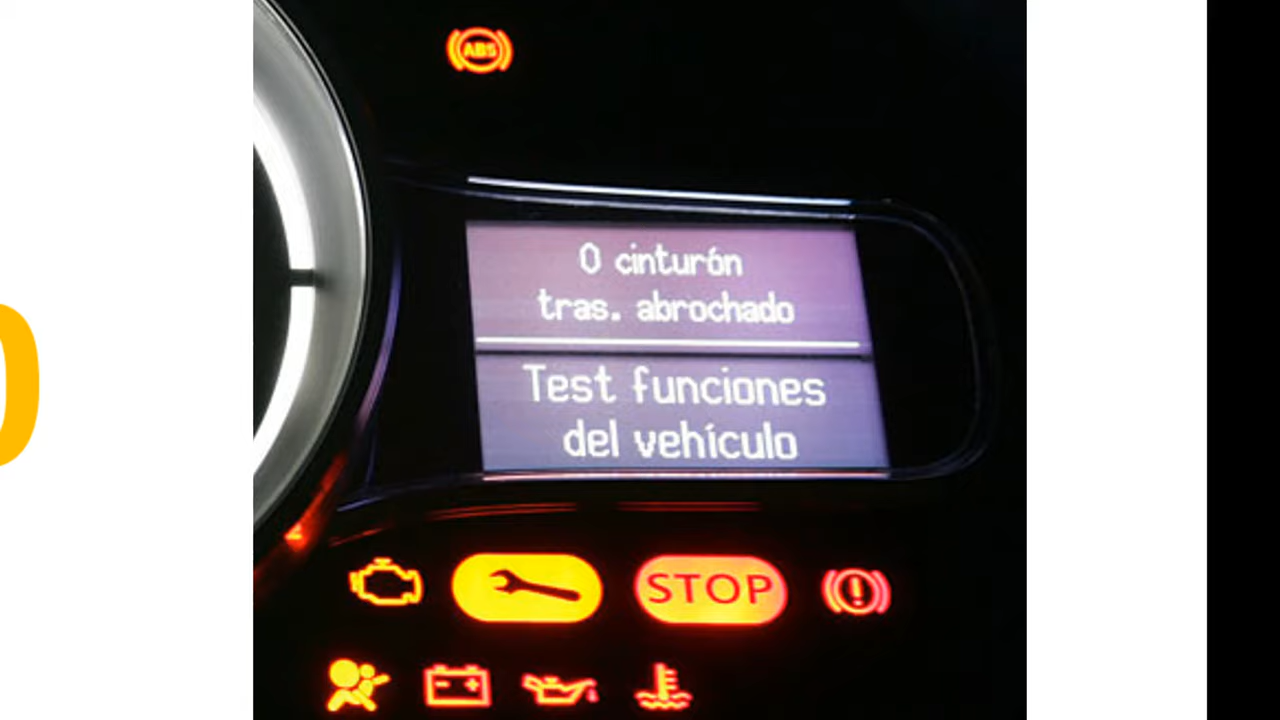 ABS
0 cinturón
tras. abrochado
Test funciones
del vehículo
STOP